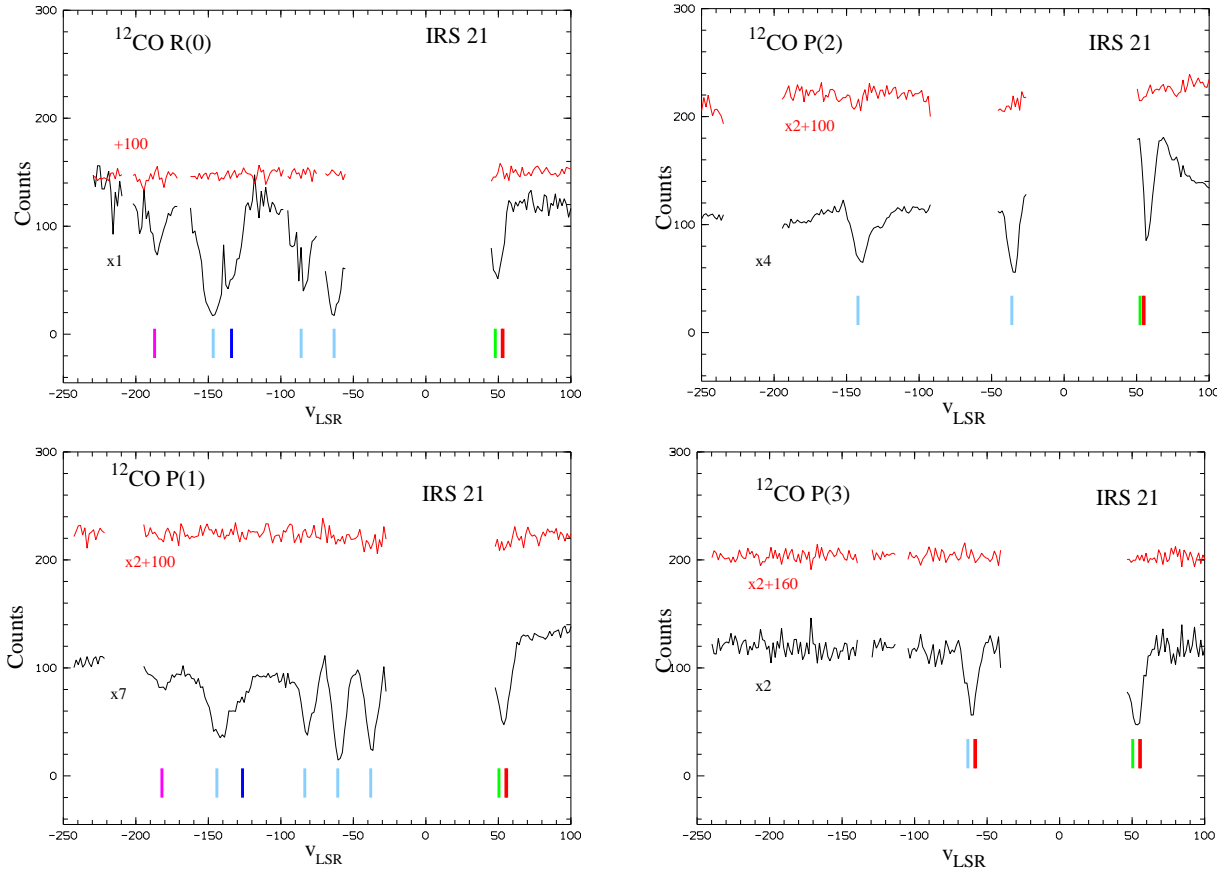 300
¹²CO R(0) IRS 21
200
+100
Counts
100
x1
0
-250 -200 -150 -100 -50 0 50 100
v_LSR
300
¹²CO P(2) IRS 21
200
x2+100
Counts
100
x4
0
-250 -200 -150 -100 -50 0 50 100
v_LSR
300
¹²CO P(1) IRS 21
200
x2+100
Counts
100
x7
0
-250 -200 -150 -100 -50 0 50 100
v_LSR
300
¹²CO P(3) IRS 21
200
x2+160
Counts
100
x2
0
-250 -200 -150 -100 -50 0 50 100
v_LSR